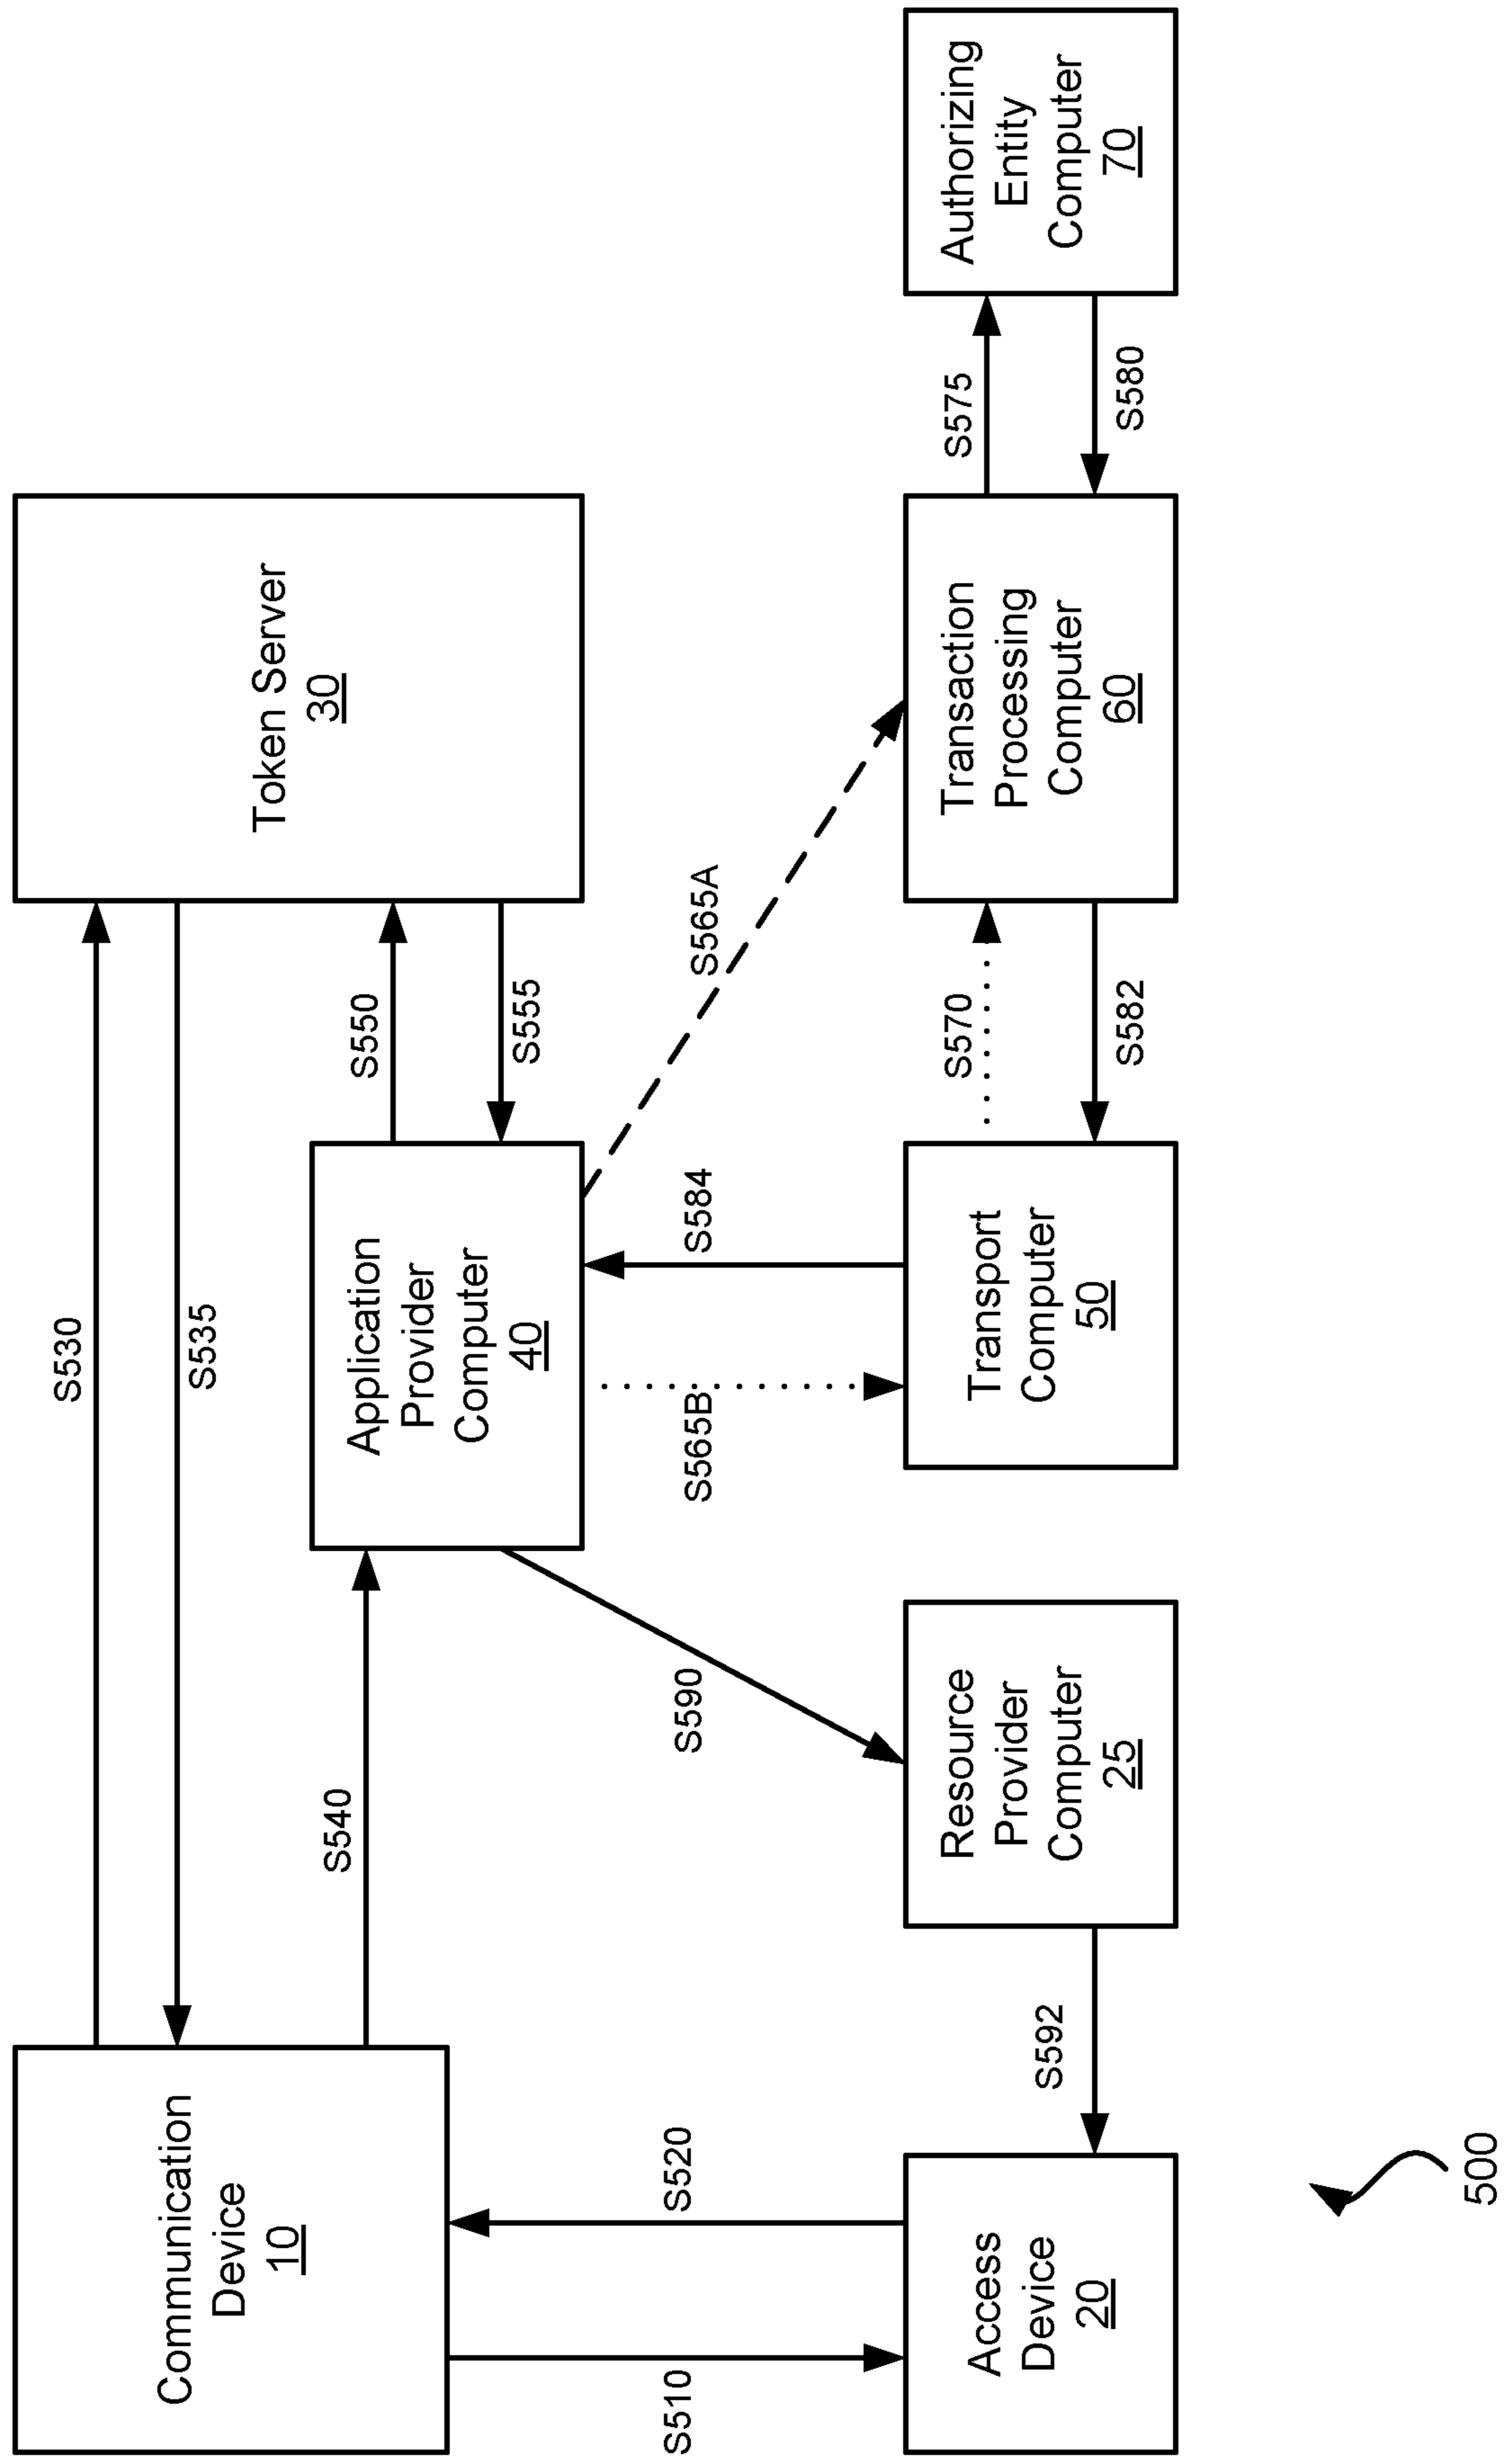 Communication
Device
10
S530
S535
Token Server
30
S540
Application
Provider
Computer
40
S550
S555
S510
S520
S590
S565B
S584
S565A
Access
Device
20
S592
Resource
Provider
Computer
25
Transport
Computer
50
S570
S582
Transaction
Processing
Computer
60
S575
S580
Authorizing
Entity
Computer
70
500